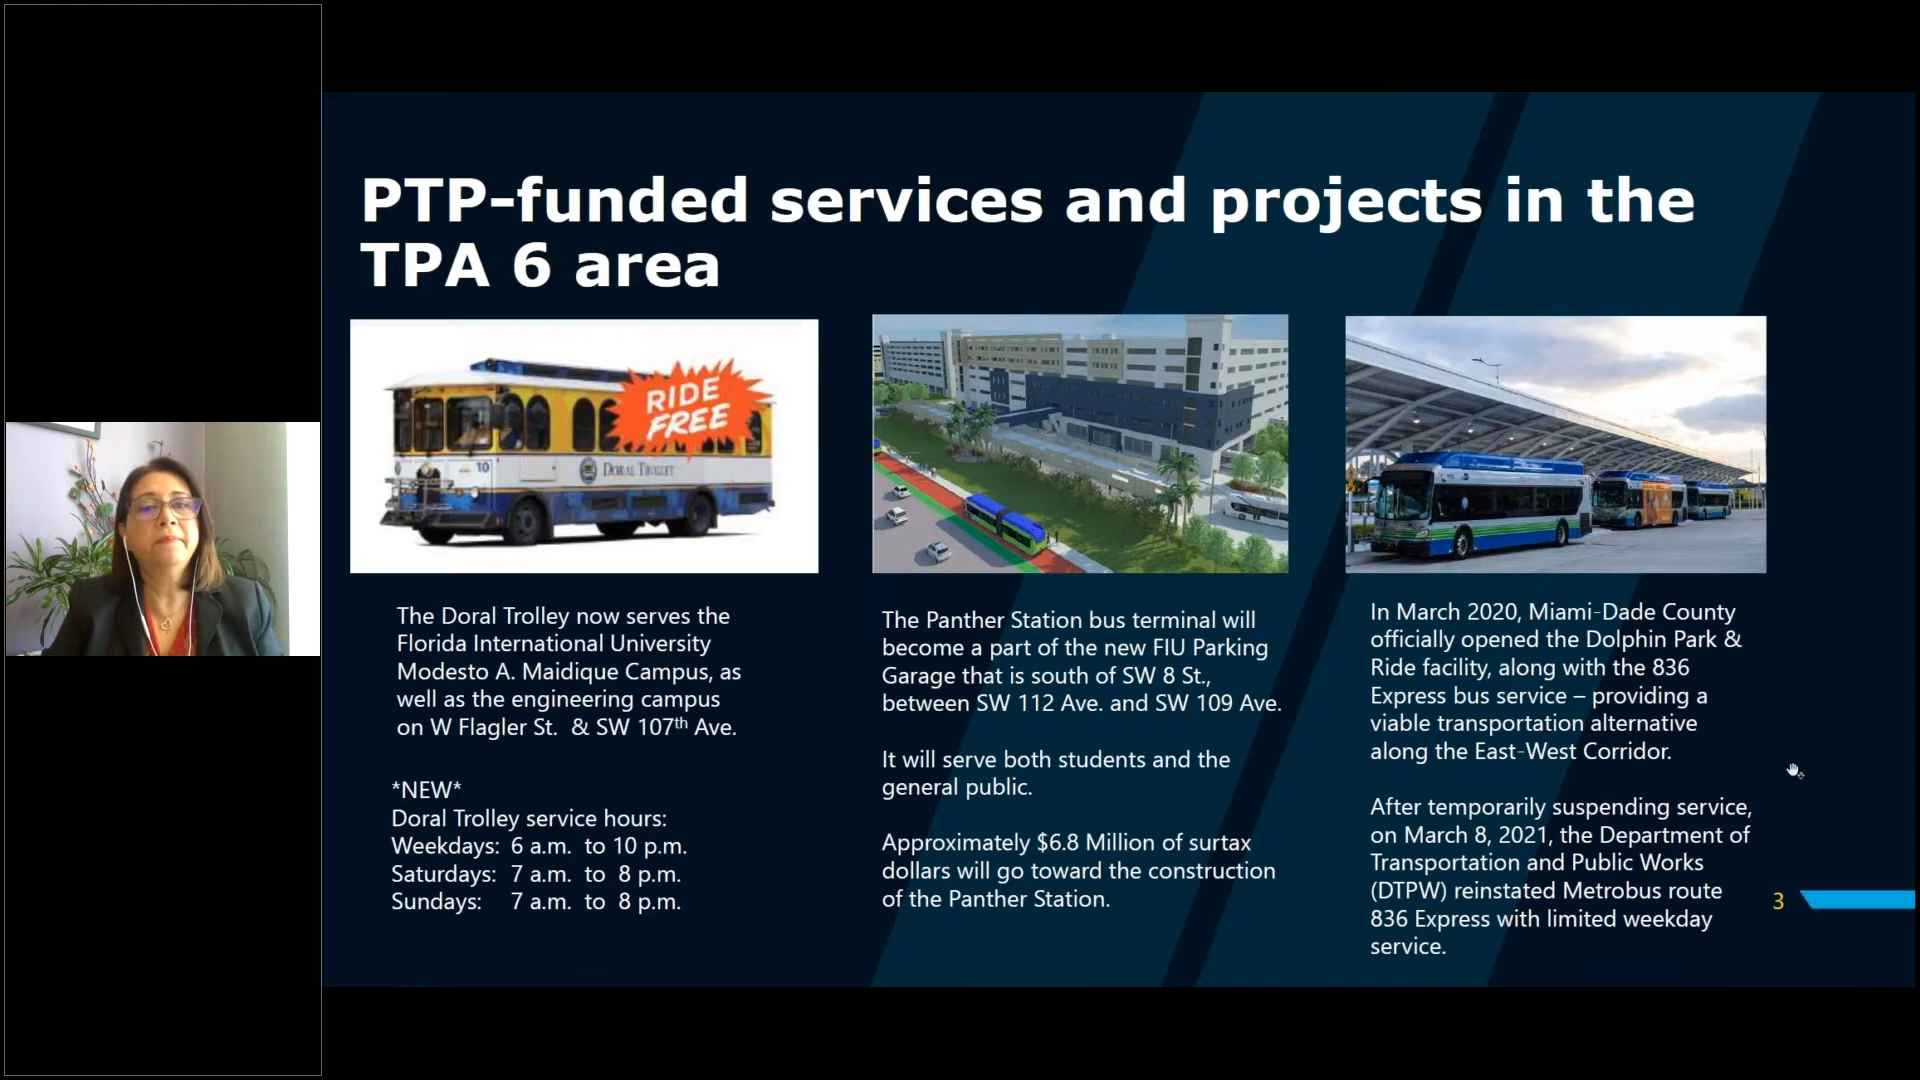 PTP-funded services and projects in the
TPA 6 area
RIDE
FREE
10
DORAL TROLLEY
The Doral Trolley now serves the
Florida International University
Modesto A. Maidique Campus, as
well as the engineering campus
on W Flagler St. & SW 107th Ave.
*NEW*
Doral Trolley service hours:
Weekdays: 6 a.m. to 10 p.m.
Saturdays: 7 a.m. to 8 p.m.
Sundays: 7 a.m. to 8 p.m.
The Panther Station bus terminal will
become a part of the new FIU Parking
Garage that is south of SW 8 St.,
between SW 112 Ave. and SW 109 Ave.
It will serve both students and the
general public.
Approximately $6.8 Million of surtax
dollars will go toward the construction
of the Panther Station.
In March 2020, Miami-Dade County
officially opened the Dolphin Park &
Ride facility, along with the 836
Express bus service – providing a
viable transportation alternative
along the East-West Corridor.
After temporarily suspending service,
on March 8, 2021, the Department of
Transportation and Public Works
(DTPW) reinstated Metrobus route
836 Express with limited weekday
service.
3